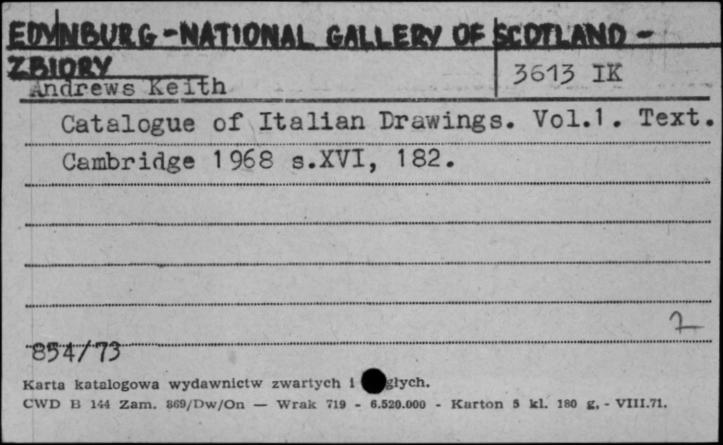 EDYNBURG - NATIONAL GALLERY OF SCOTLAND -
ZBIORY
Andrews Keith
3613 IK
Catalogue of Italian Drawings. Vol.1. Text.
Cambridge 1968 s.XVI, 182.
7
854/73
Karta katalogowa wydawnictw zwartych i głych.
CWD B 144 Zam. 869/Dw/On — Wrak 719 - 6.520.000 - Karton 5 kl. 180 g. - VIII.71.